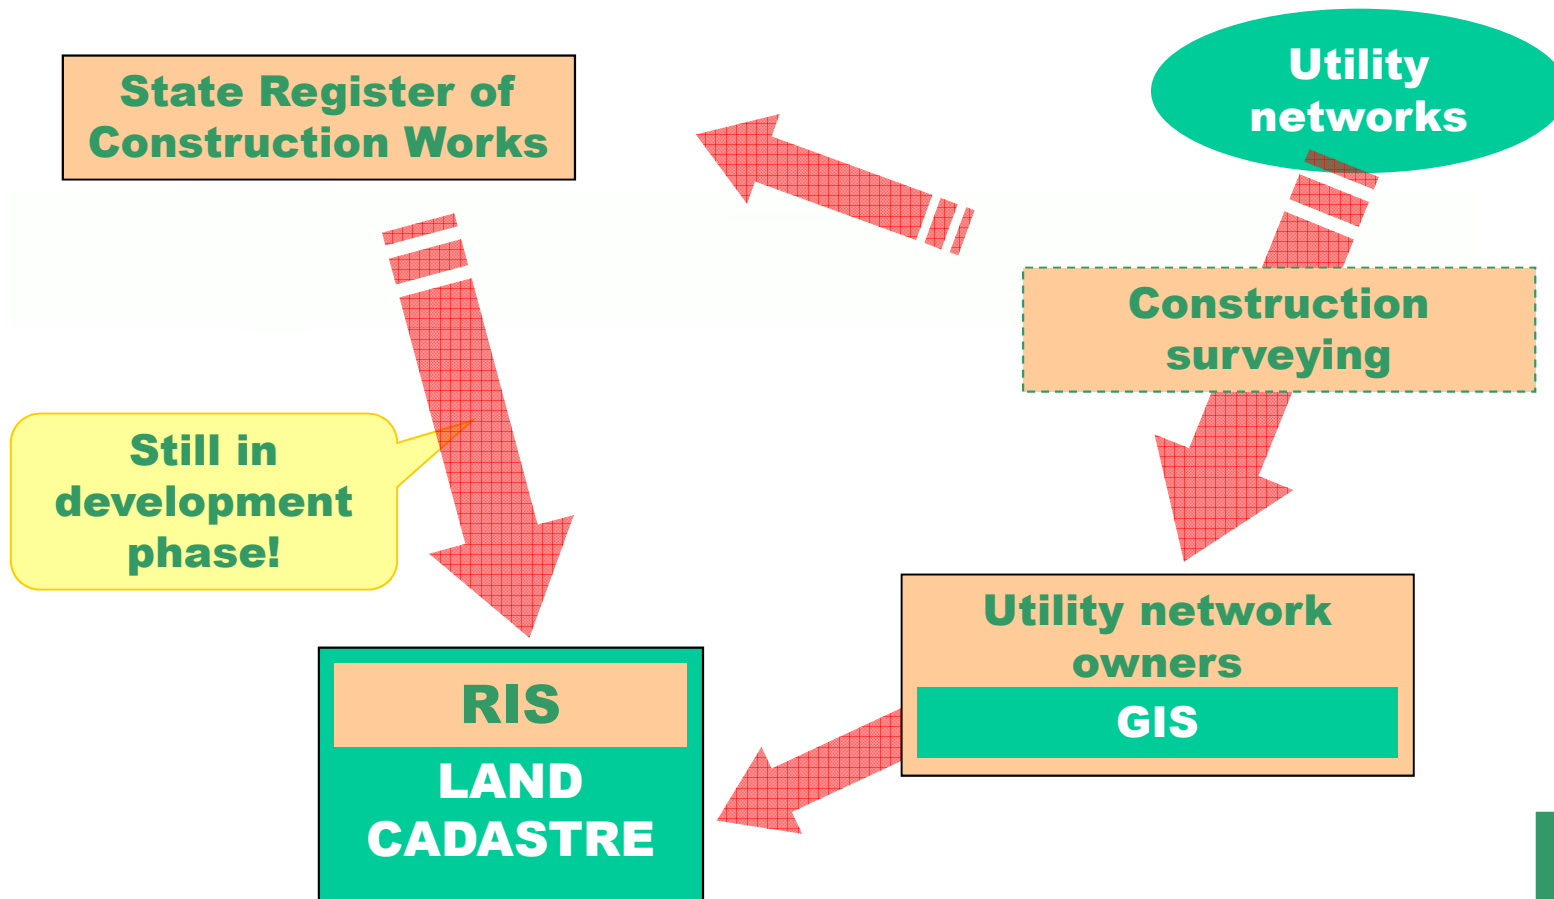 State Register of
Construction Works
Utility
networks
Construction
surveying
Still in
development
phase!
Utility network
owners
GIS
RIS
LAND
CADASTRE